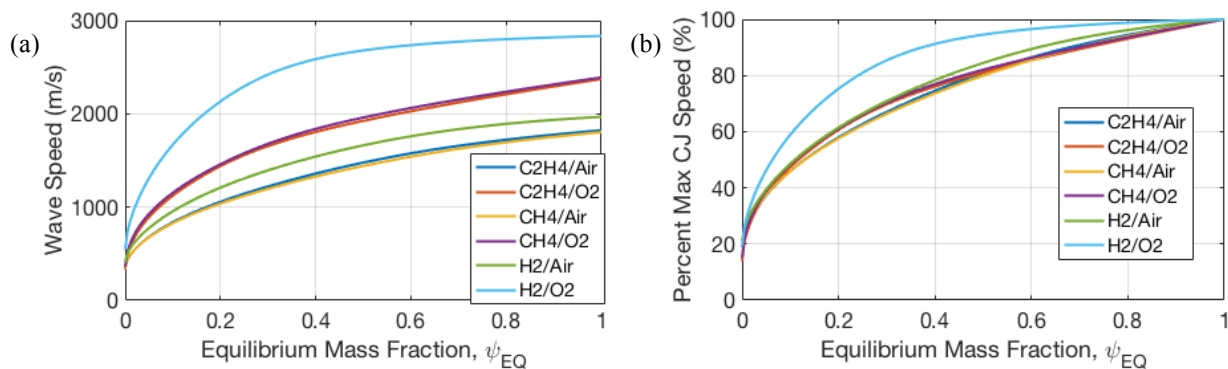 (a)
Wave Speed (m/s)
3000
2000
1000
0
0 0.2 0.4 0.6 0.8 1
Equilibrium Mass Fraction, ψ_EQ
C2H4/Air
C2H4/O2
CH4/Air
CH4/O2
H2/Air
H2/O2
(b)
Percent Max CJ Speed (%)
100
80
60
40
20
0
0 0.2 0.4 0.6 0.8 1
Equilibrium Mass Fraction, ψ_EQ
C2H4/Air
C2H4/O2
CH4/Air
CH4/O2
H2/Air
H2/O2